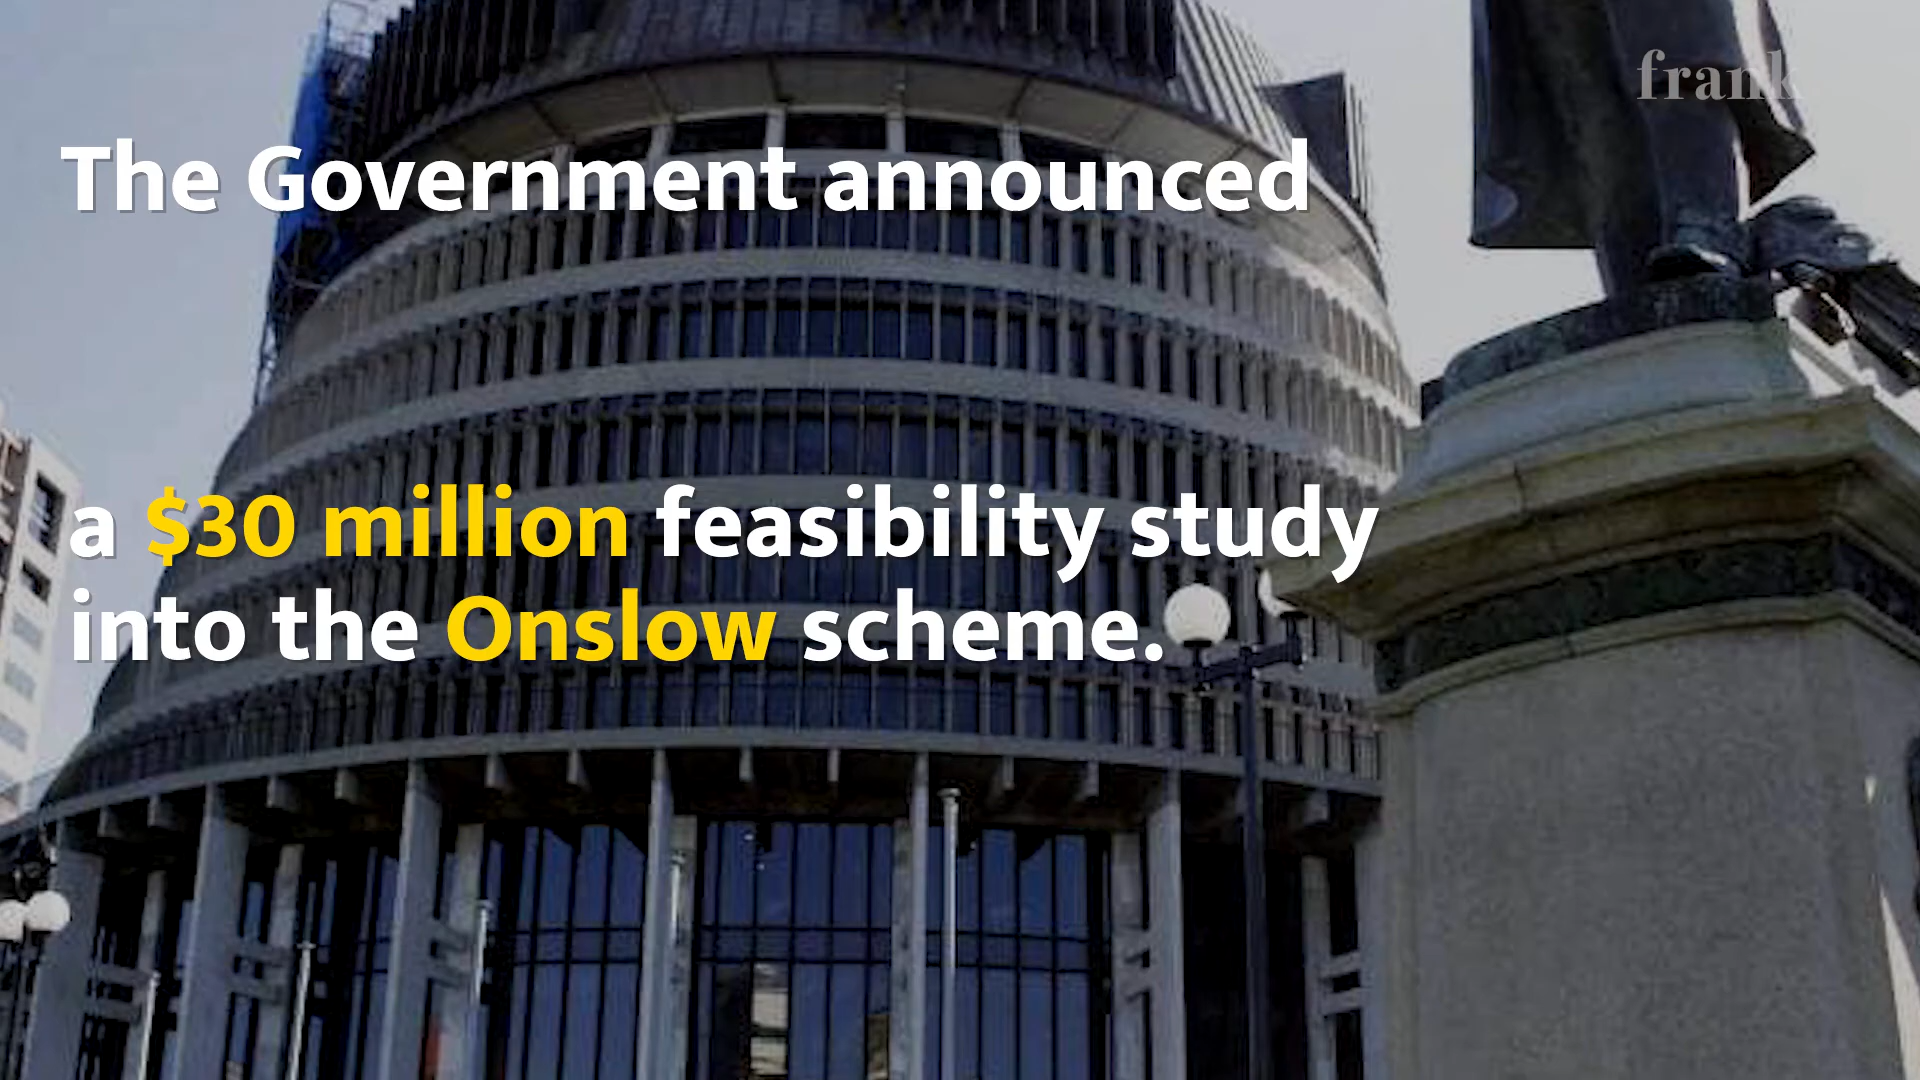 frank
The Government announced
a $30 million feasibility study
into the Onslow scheme.